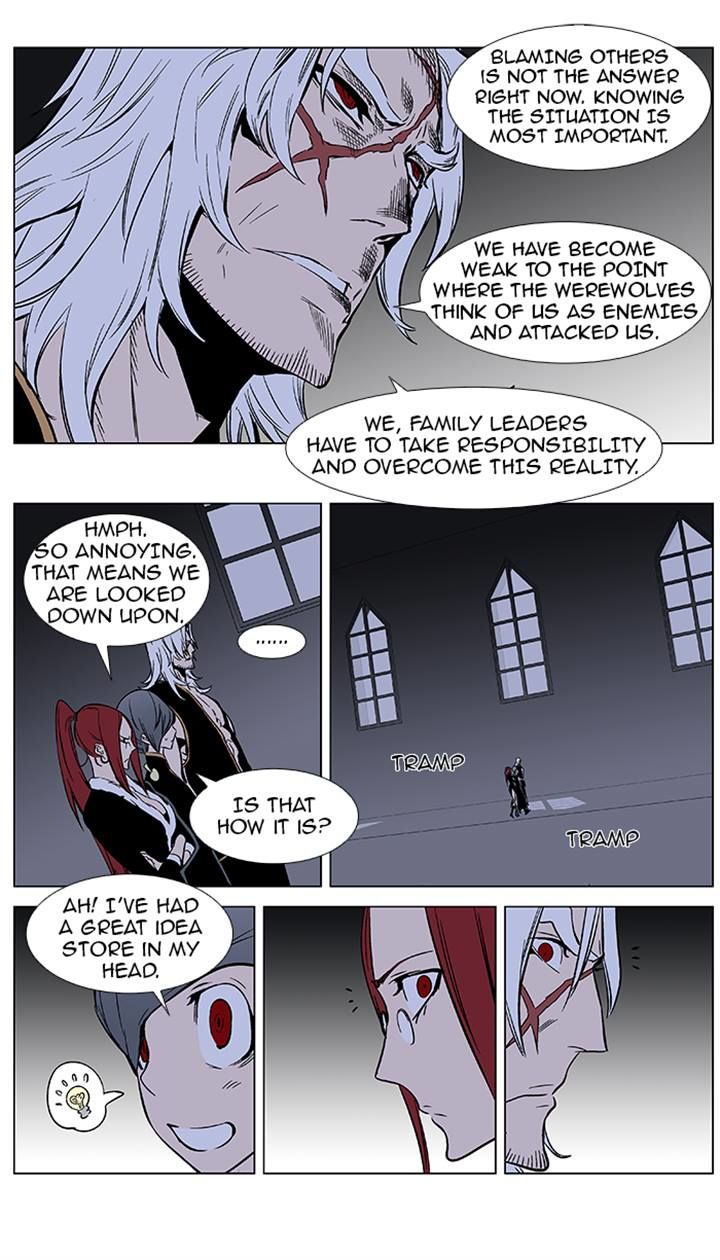 BLAMING OTHERS
IS NOT THE ANSWER
RIGHT NOW. KNOWING
THE SITUATION IS
MOST IMPORTANT.
WE HAVE BECOME
WEAK TO THE POINT
WHERE THE WEREWOLVES
THINK OF US AS ENEMIES
AND ATTACKED US.
WE, FAMILY LEADERS
HAVE TO TAKE RESPONSIBILITY
AND OVERCOME THIS REALITY.
HMPH.
SO ANNOYING.
THAT MEANS WE
ARE LOOKED
DOWN UPON.
......
IS THAT
HOW IT IS?
TRAMP
TRAMP
AH! I'VE HAD
A GREAT IDEA
STORE IN MY
HEAD.